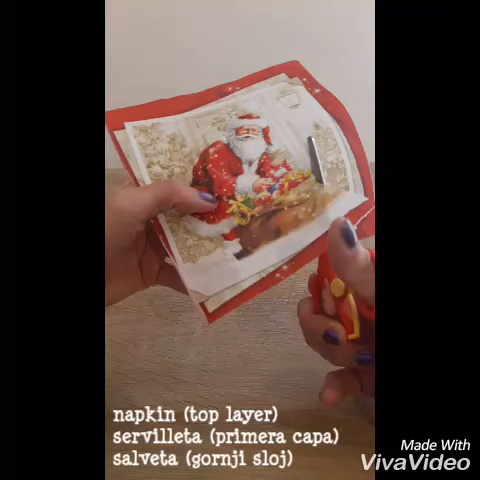 napkin (top layer)
servilleta (primera capa)
salveta (gornji sloj)
Made With
VivaVideo